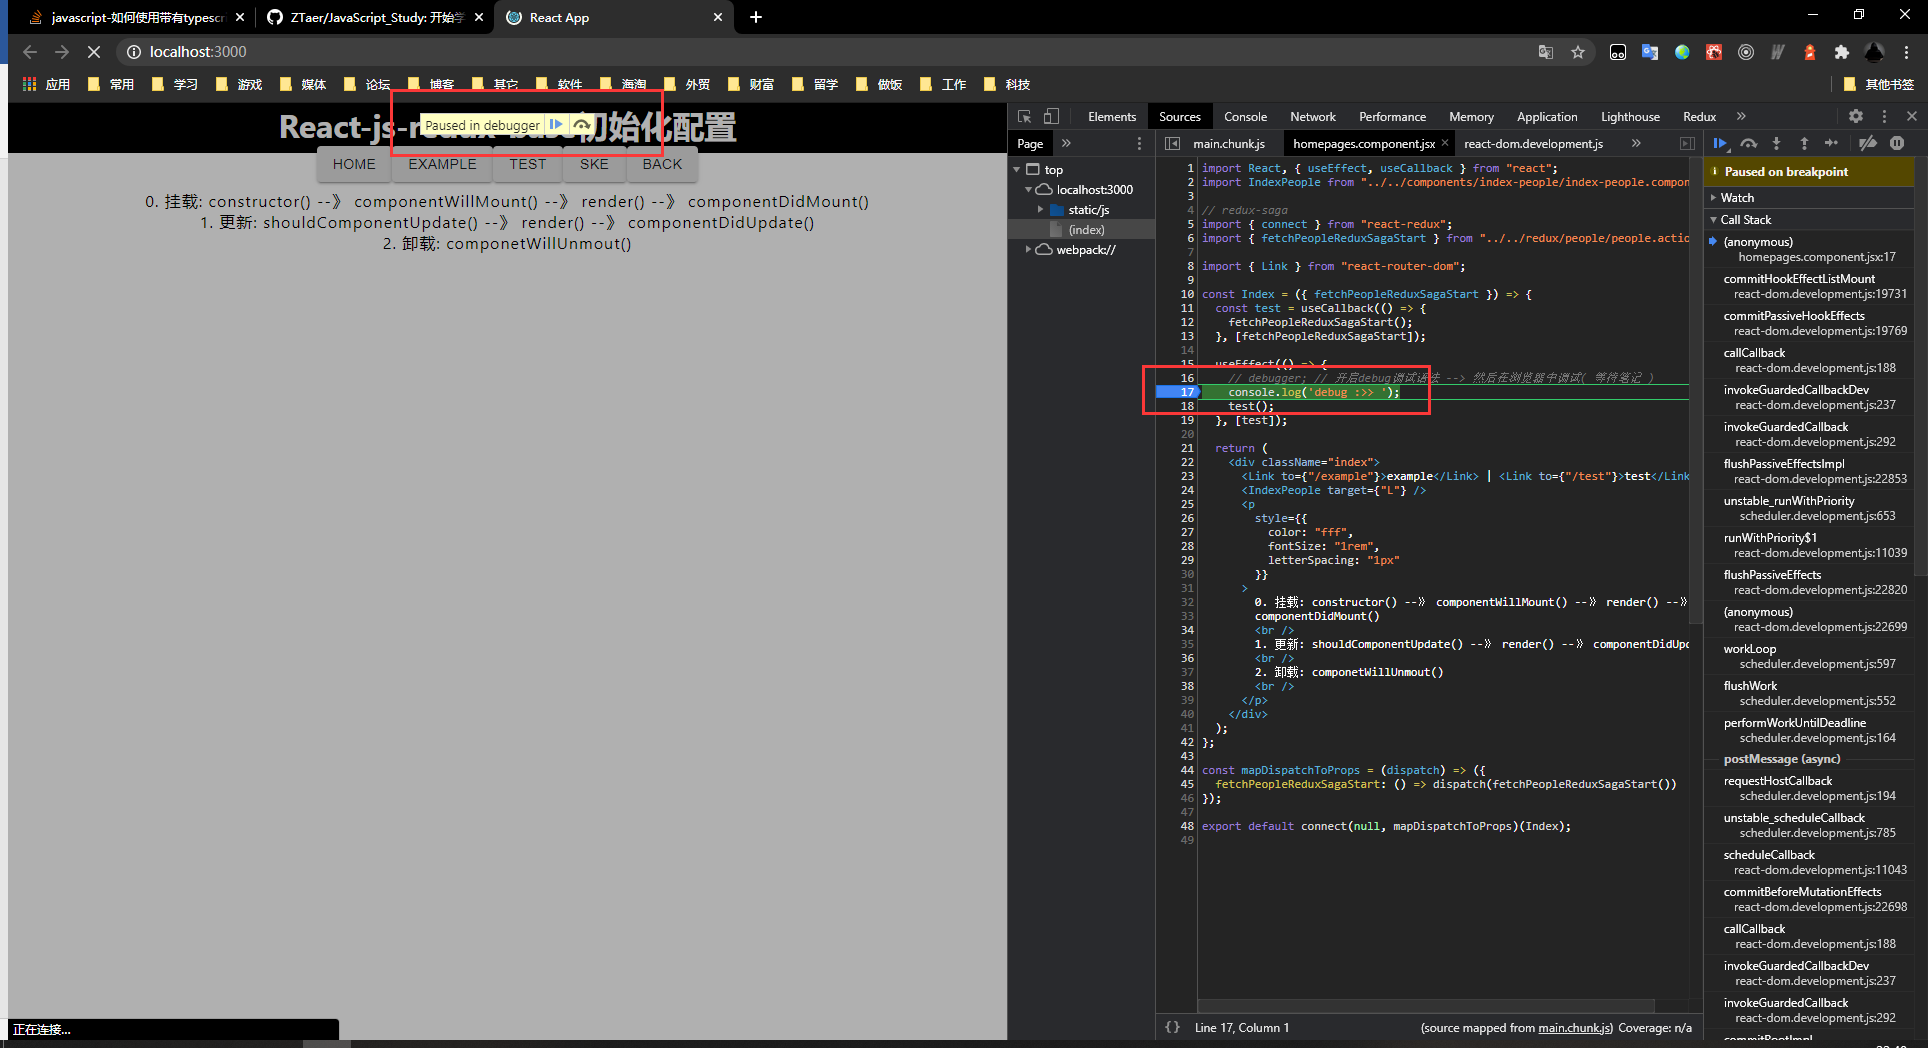 javascript-如何使用带有typescr
ZTaer/JavaScript_Study: 开始学
React App
localhost:3000
应用
常用
学习
游戏
媒体
论坛
博客
其它
软件
海淘
外贸
财富
留学
做饭
工作
科技
其他书签
React-js-redux-base初始化配置
Paused in debugger
HOME
EXAMPLE
TEST
SKE
BACK
0. 挂载: constructor() --》 componentWillMount() --》 render() --》 componentDidMount()
1. 更新: shouldComponentUpdate() --》 render() --》 componentDidUpdate()
2. 卸载: componetWillUnmout()
正在连接...
Elements
Sources
Console
Network
Performance
Memory
Application
Lighthouse
Redux
Page
main.chunk.js
homepages.component.jsx
react-dom.development.js
top
localhost:3000
static/js
(index)
webpack://
1 import React, { useEffect, useCallback } from "react";
2 import IndexPeople from "../../components/index-people/index-people.compon
3
4 // redux-saga
5 import { connect } from "react-redux";
6 import { fetchPeopleReduxSagaStart } from "../../redux/people/people.actio
7
8 import { Link } from "react-router-dom";
9
10 const Index = ({ fetchPeopleReduxSagaStart }) => {
11 const test = useCallback(() => {
12 fetchPeopleReduxSagaStart();
13 }, [fetchPeopleReduxSagaStart]);
14
15 useEffect(() => {
16 // debugger; // 开启debug调试语法 --> 然后在浏览器中调试( 等待笔记 )
17 console.log('debug :>> ');
18 test();
19 }, [test]);
20
21 return (
22 <div className="index">
23 <Link to={"/example"}>example</Link> | <Link to={"/test"}>test</Link
24 <IndexPeople target={"L"} />
25 <p
26 style={{
27 color: "fff",
28 fontSize: "1rem",
29 letterSpacing: "1px"
30 }}
31 >
32 0. 挂载: constructor() --》 componentWillMount() --》 render() --》
33 componentDidMount()
34 <br />
35 1. 更新: shouldComponentUpdate() --》 render() --》 componentDidUpd
36 <br />
37 2. 卸载: componetWillUnmout()
38 <br />
39 </p>
40 </div>
41 );
42 };
43
44 const mapDispatchToProps = (dispatch) => ({
45 fetchPeopleReduxSagaStart: () => dispatch(fetchPeopleReduxSagaStart())
46 });
47
48 export default connect(null, mapDispatchToProps)(Index);
49
{} Line 17, Column 1
(source mapped from main.chunk.js) Coverage: n/a
Paused on breakpoint
Watch
Call Stack
(anonymous)
homepages.component.jsx:17
commitHookEffectListMount
react-dom.development.js:19731
commitPassiveHookEffects
react-dom.development.js:19769
callCallback
react-dom.development.js:188
invokeGuardedCallbackDev
react-dom.development.js:237
invokeGuardedCallback
react-dom.development.js:292
flushPassiveEffectsImpl
react-dom.development.js:22853
unstable_runWithPriority
scheduler.development.js:653
runWithPriority$1
react-dom.development.js:11039
flushPassiveEffects
react-dom.development.js:22820
(anonymous)
react-dom.development.js:22699
workLoop
scheduler.development.js:597
flushWork
scheduler.development.js:552
performWorkUntilDeadline
scheduler.development.js:164
postMessage (async)
requestHostCallback
scheduler.development.js:194
unstable_scheduleCallback
scheduler.development.js:785
scheduleCallback
react-dom.development.js:11043
commitBeforeMutationEffects
react-dom.development.js:22698
callCallback
react-dom.development.js:188
invokeGuardedCallbackDev
react-dom.development.js:237
invokeGuardedCallback
react-dom.development.js:292